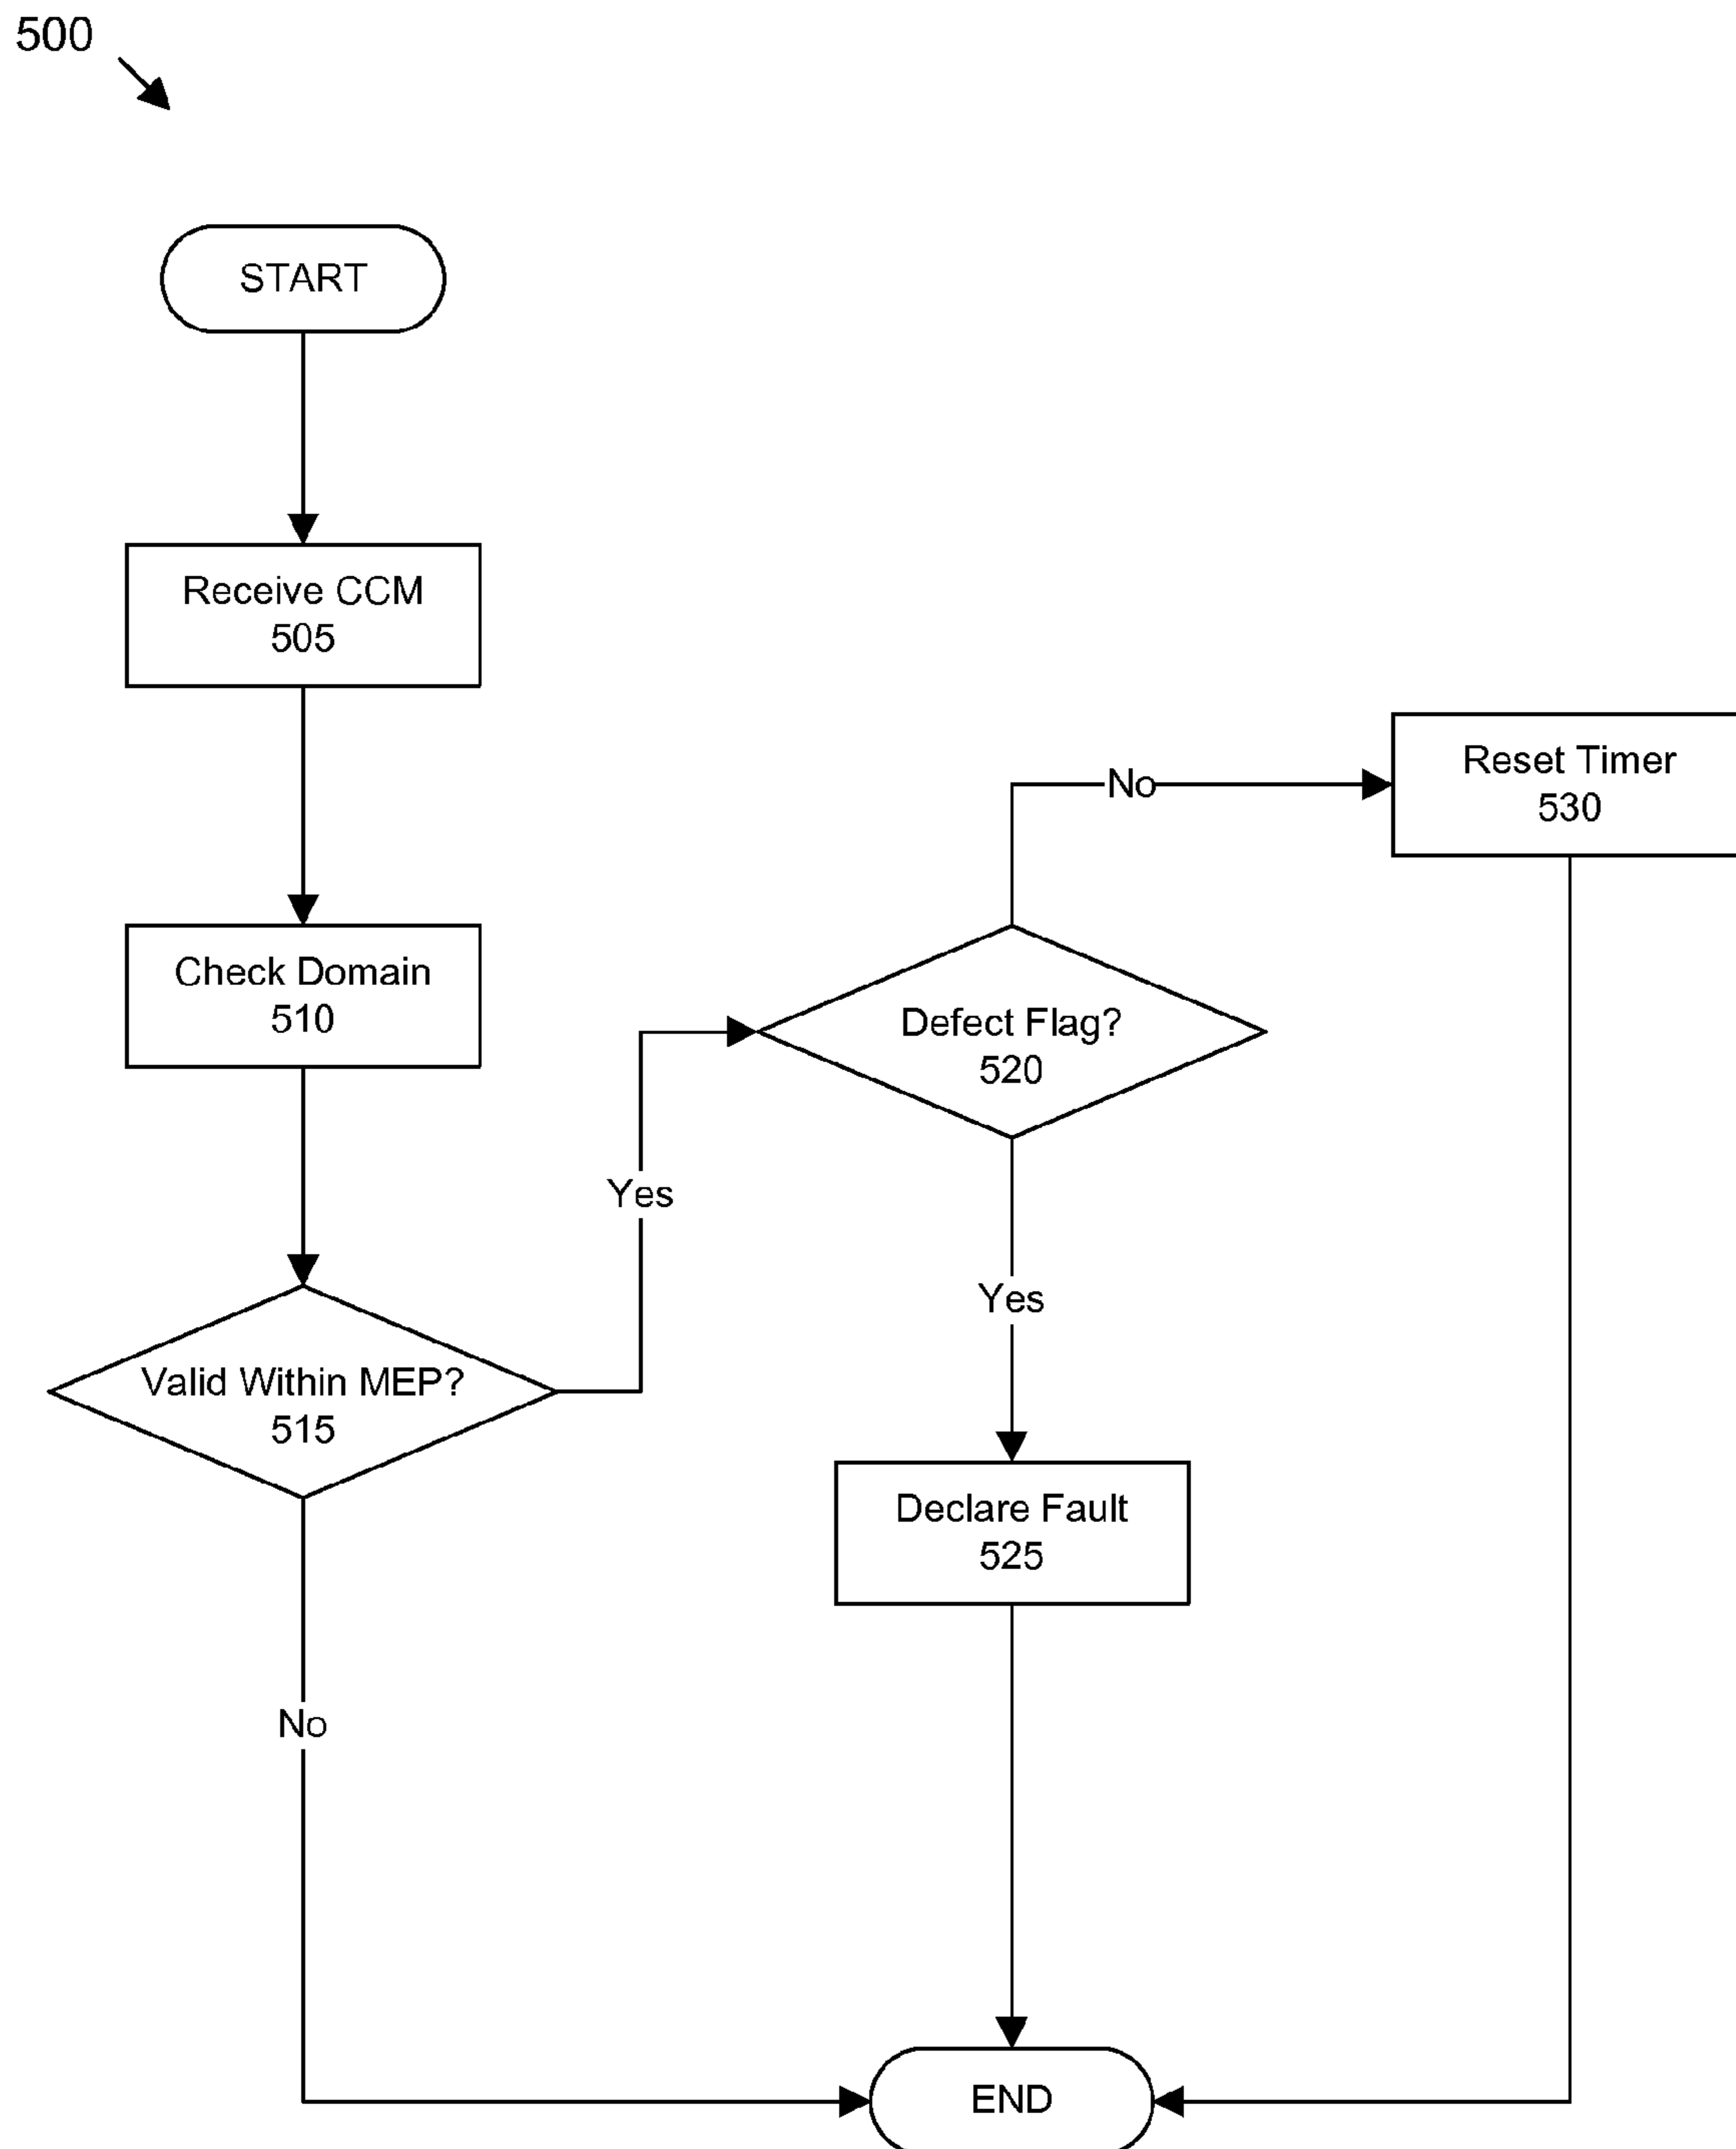 500
START
Receive CCM
505
Check Domain
510
Valid Within MEP?
515
No
Yes
Defect Flag?
520
No
Reset Timer
530
Yes
Declare Fault
525
END